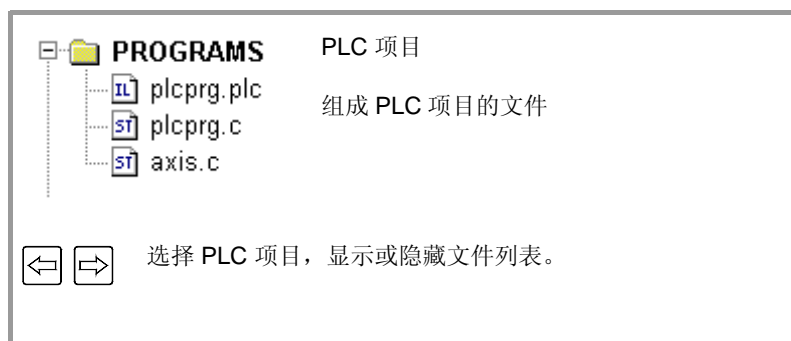 PROGRAMS PLC 项目
plcprg.plc
组成 PLC 项目的文件
plcprg.c
axis.c
选择 PLC 项目，显示或隐藏文件列表。